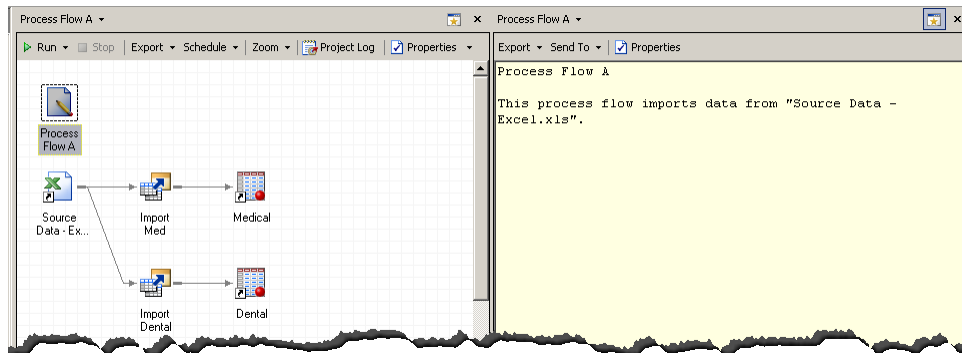 Process Flow A
Run Stop Export Schedule Zoom Project Log Properties
Process
Flow A
Source
Data - Ex...
Import
Med
Medical
Import
Dental
Dental
Process Flow A
Export Send To Properties
Process Flow A
This process flow imports data from "Source Data -
Excel.xls".